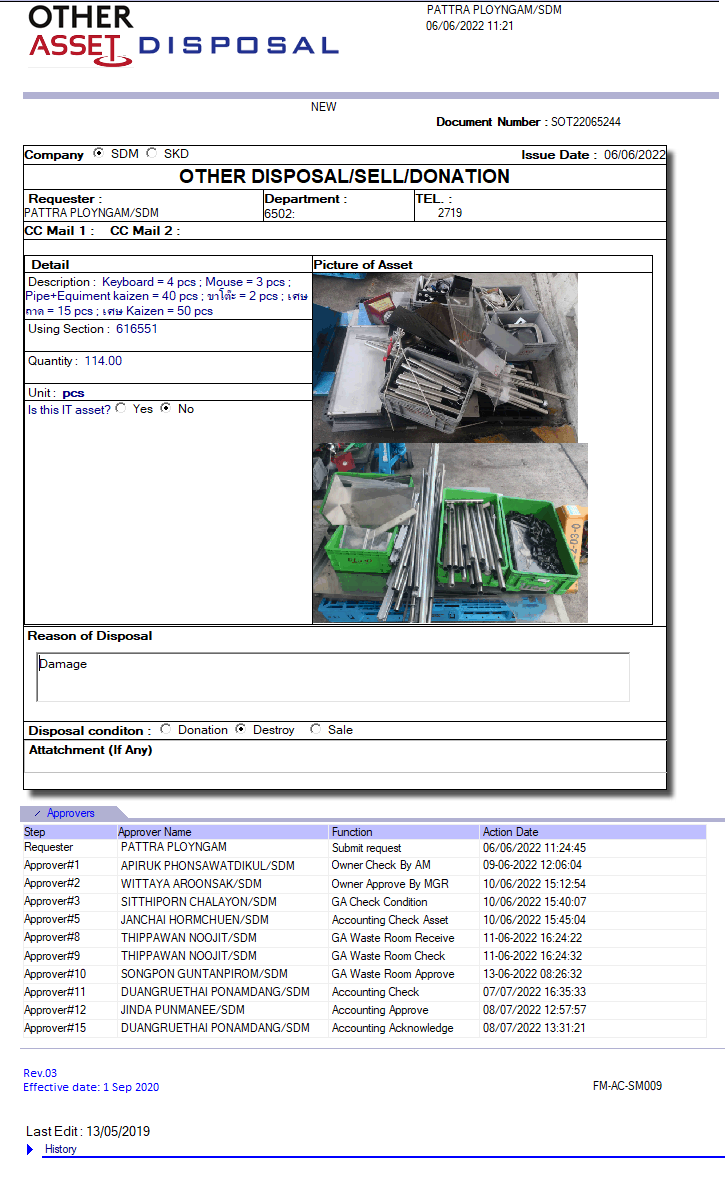 OTHER
ASSET DISPOSAL
PATTRA PLOYNGAM/SDM
06/06/2022 11:21
NEW
Document Number : SOT22065244
Company SDM SKD Issue Date : 06/06/2022
OTHER DISPOSAL/SELL/DONATION
Requester : Department : TEL. :
PATTRA PLOYNGAM/SDM 6502: 2719
CC Mail 1 : CC Mail 2 :
Detail Picture of Asset
Description : Keyboard = 4 pcs ; Mouse = 3 pcs ;
Pipe+Equiment kaizen = 40 pcs ; ขาโต๊ะ = 2 pcs ; เศษ
ถาด = 15 pcs ; เศษ Kaizen = 50 pcs
Using Section : 616551
Quantity : 114.00
Unit : pcs
Is this IT asset? Yes No
Reason of Disposal
Damage
Disposal conditon : Donation Destroy Sale
Attatchment (If Any)
Approvers
Step Approver Name Function Action Date
Requester PATTRA PLOYNGAM Submit request 06/06/2022 11:24:45
Approver#1 APIRUK PHONSAWATDIKUL/SDM Owner Check By AM 09-06-2022 12:06:04
Approver#2 WITTAYA AROONSAK/SDM Owner Approve By MGR 10/06/2022 15:12:54
Approver#3 SITTHIPORN CHALAYON/SDM GA Check Condition 10/06/2022 15:40:07
Approver#5 JANCHAI HORMCHUEN/SDM Accounting Check Asset 10/06/2022 15:45:04
Approver#8 THIPPAWAN NOOJIT/SDM GA Waste Room Receive 11-06-2022 16:24:22
Approver#9 THIPPAWAN NOOJIT/SDM GA Waste Room Check 11-06-2022 16:24:32
Approver#10 SONGPON GUNTANPIROM/SDM GA Waste Room Approve 13-06-2022 08:26:32
Approver#11 DUANGRUETHAI PONAMDANG/SDM Accounting Check 07/07/2022 16:35:33
Approver#12 JINDA PUNMANEE/SDM Accounting Approve 08/07/2022 12:57:57
Approver#15 DUANGRUETHAI PONAMDANG/SDM Accounting Acknowledge 08/07/2022 13:31:21
Rev.03
Effective date: 1 Sep 2020 FM-AC-SM009
Last Edit : 13/05/2019
History